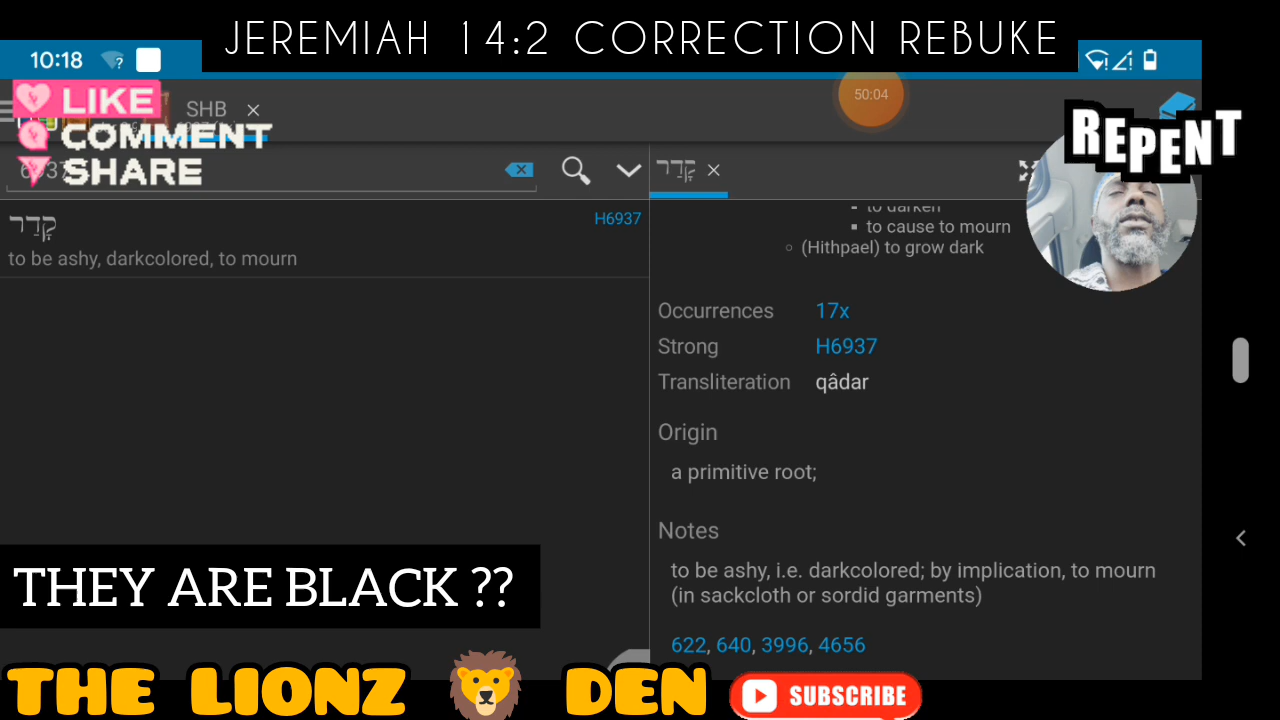 JEREMIAH 14:2 CORRECTION REBUKE
10:18
50:04
LIKE
COMMENT
SHARE
SHB
REPENT
קָדַר
קָדַר
H6937
to be ashy, darkcolored, to mourn
to darken
to cause to mourn
(Hithpael) to grow dark
Occurrences 17x
Strong H6937
Transliteration qâdar
Origin
a primitive root;
Notes
to be ashy, i.e. darkcolored; by implication, to mourn
(in sackcloth or sordid garments)
622, 640, 3996, 4656
THEY ARE BLACK ??
THE LIONZ DEN
SUBSCRIBE